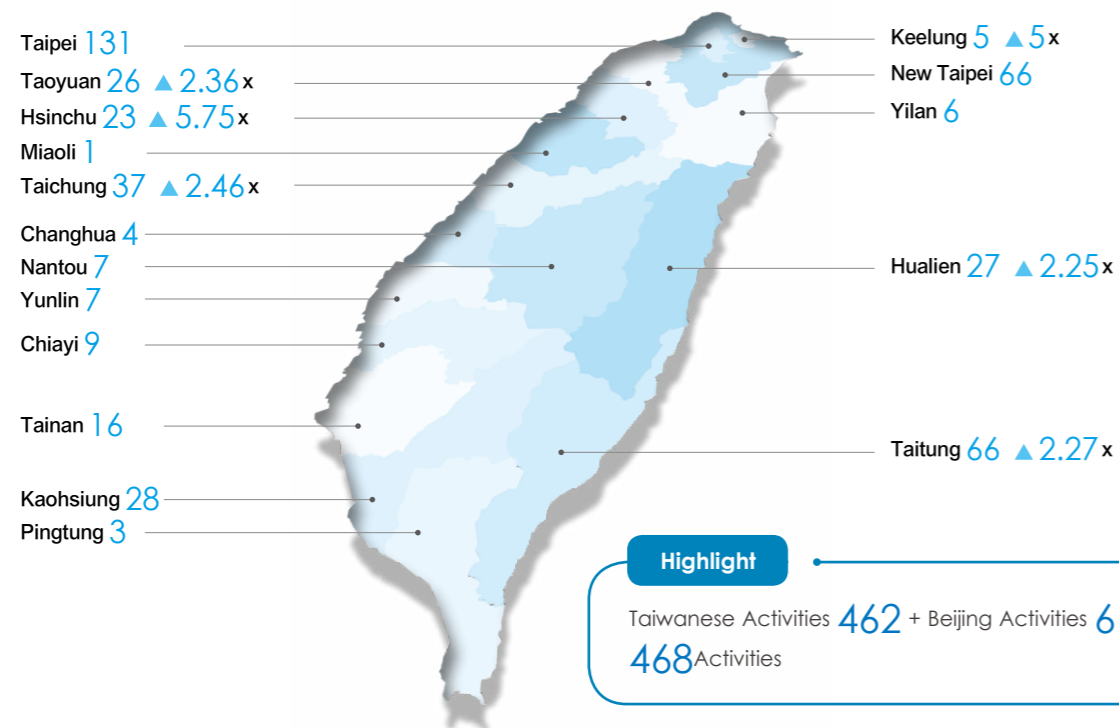 Taipei 131
Taoyuan 26 ▲ 2.36x
Hsinchu 23 ▲ 5.75x
Miaoli 1
Taichung 37 ▲ 2.46x
Changhua 4
Nantou 7
Yunlin 7
Chiayi 9
Tainan 16
Kaohsiung 28
Pingtung 3
Keelung 5 ▲ 5x
New Taipei 66
Yilan 6
Hualien 27 ▲ 2.25x
Taitung 66 ▲ 2.27x
Highlight
Taiwanese Activities 462 + Beijing Activities 6
468Activities